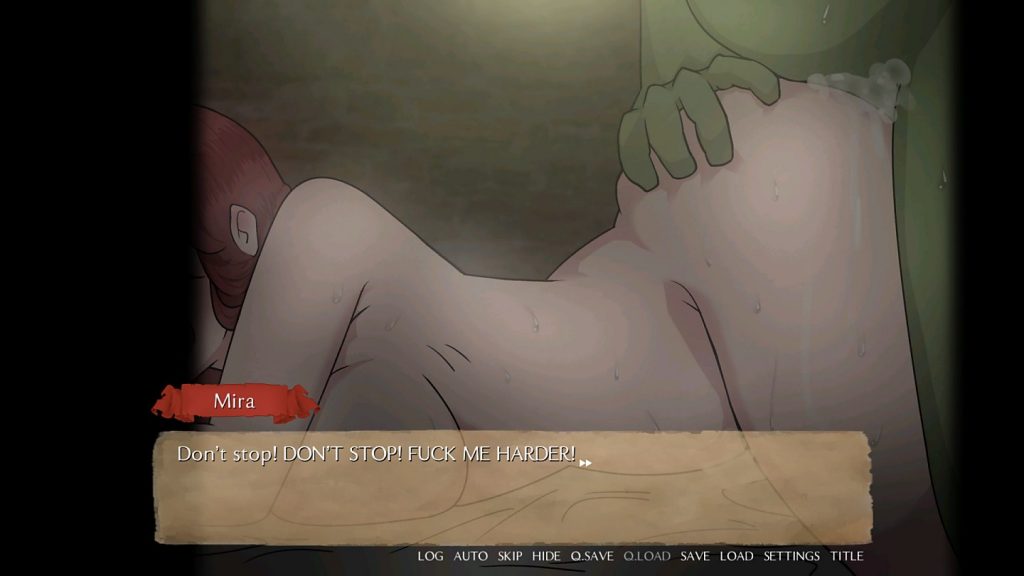 Mira
Don't stop! DON'T STOP! FUCK ME HARDER!
LOG AUTO SKIP HIDE Q.SAVE Q.LOAD SAVE LOAD SETTINGS TITLE